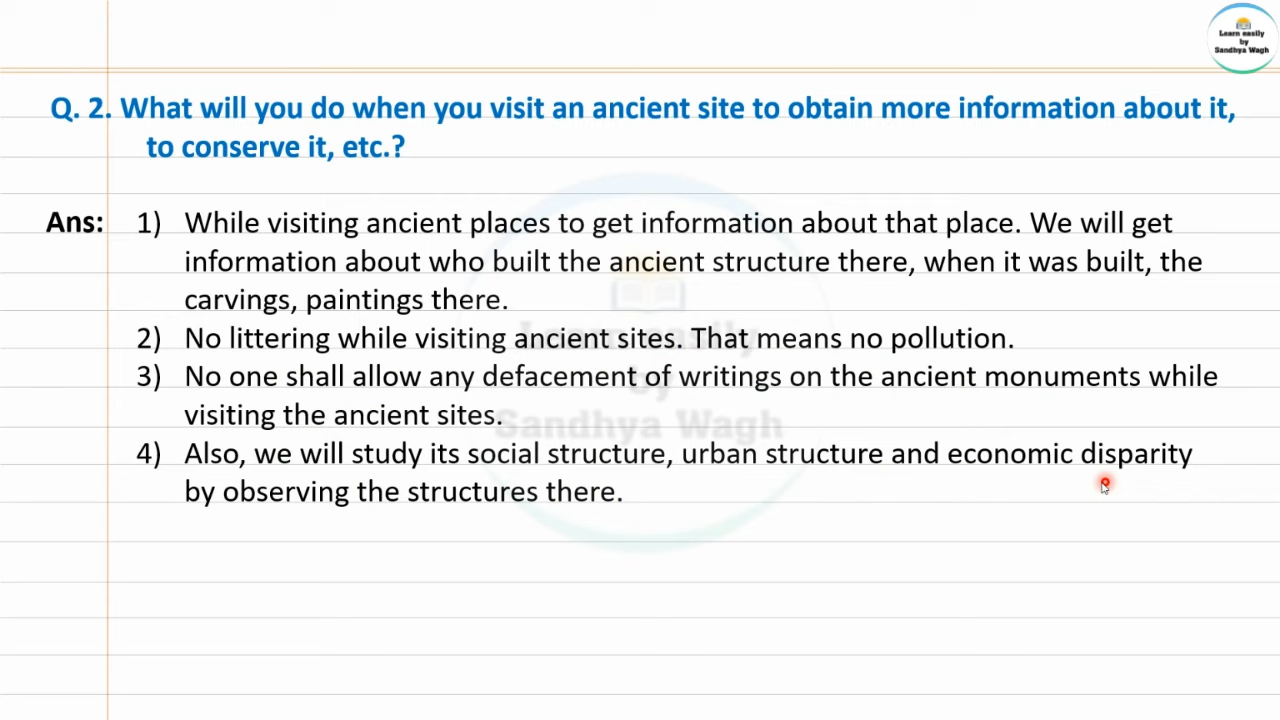 Learn easily
by
Sandhya Wagh
Q. 2. What will you do when you visit an ancient site to obtain more information about it,
to conserve it, etc.?
Ans: 1) While visiting ancient places to get information about that place. We will get
information about who built the ancient structure there, when it was built, the
carvings, paintings there.
2) No littering while visiting ancient sites. That means no pollution.
3) No one shall allow any defacement of writings on the ancient monuments while
visiting the ancient sites.
4) Also, we will study its social structure, urban structure and economic disparity
by observing the structures there.
Learn easily
by
Sandhya Wagh